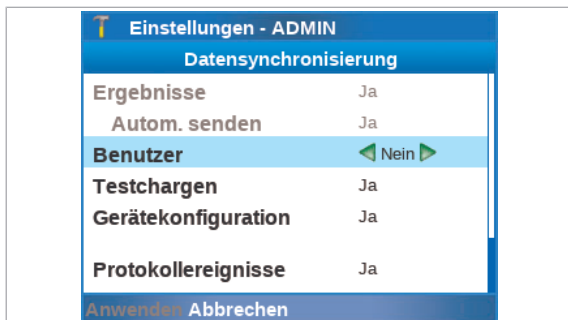 Einstellungen - ADMIN
Datensynchronisierung
Ergebnisse Ja
Autom. senden Ja
Benutzer Nein
Testchargen Ja
Gerätekonfiguration Ja
Protokollereignisse Ja
Anwenden Abbrechen